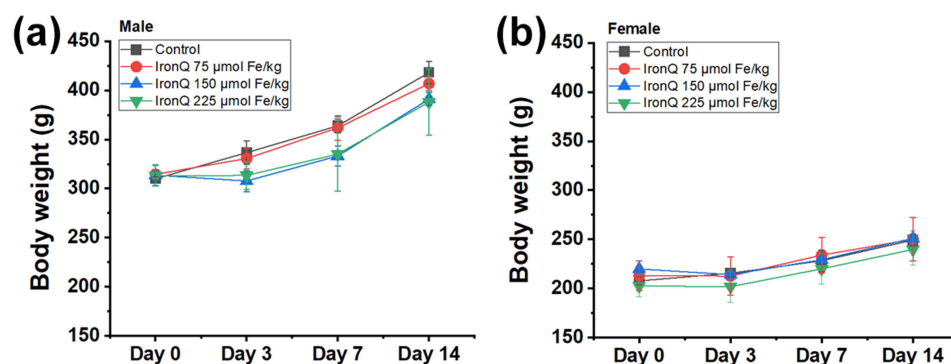 (a)
Male
Control
IronQ 75 µmol Fe/kg
IronQ 150 µmol Fe/kg
IronQ 225 µmol Fe/kg
Body weight (g)
450
400
350
300
250
200
150
Day 0 Day 3 Day 7 Day 14
(b)
Female
Control
IronQ 75 µmol Fe/kg
IronQ 150 µmol Fe/kg
IronQ 225 µmol Fe/kg
Body weight (g)
450
400
350
300
250
200
150
Day 0 Day 3 Day 7 Day 14